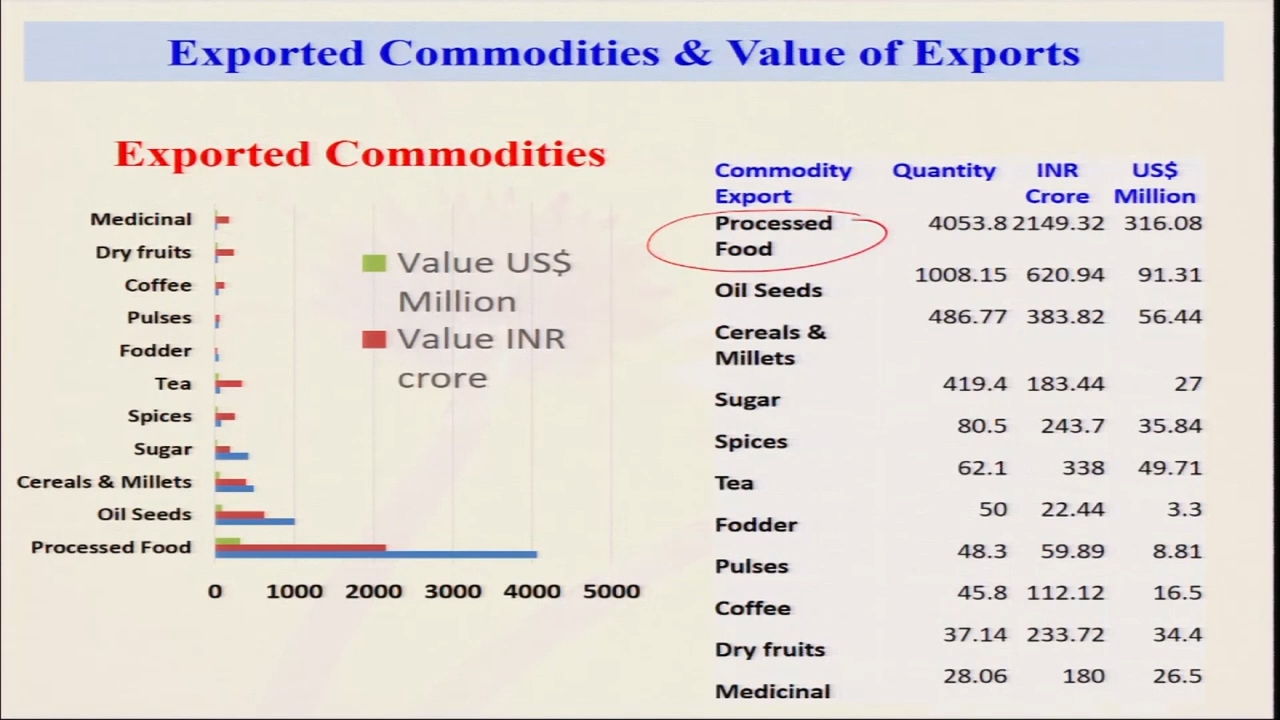 Exported Commodities & Value of Exports
Exported Commodities
Medicinal
Dry fruits
Coffee
Pulses
Fodder
Tea
Spices
Sugar
Cereals & Millets
Oil Seeds
Processed Food
0 1000 2000 3000 4000 5000
Value US$
Million
Value INR
crore
Commodity Quantity INR US$
Export Crore Million
Processed 4053.8 2149.32 316.08
Food
1008.15 620.94 91.31
Oil Seeds
486.77 383.82 56.44
Cereals &
Millets
419.4 183.44 27
Sugar
80.5 243.7 35.84
Spices
62.1 338 49.71
Tea
50 22.44 3.3
Fodder
48.3 59.89 8.81
Pulses
45.8 112.12 16.5
Coffee
37.14 233.72 34.4
Dry fruits
28.06 180 26.5
Medicinal